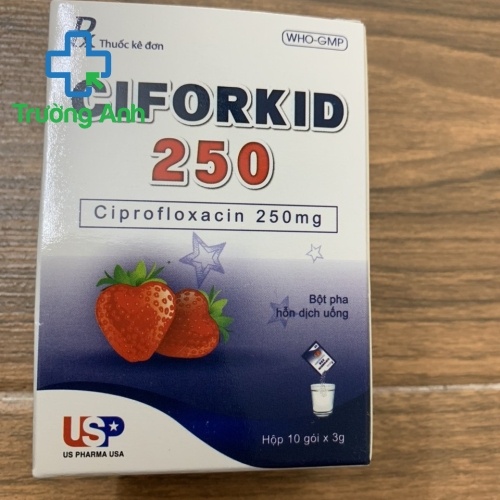 Rx Thuốc kê đơn
WHO-GMP
Trường Anh
CIFORKID
250
Ciprofloxacin 250mg
Bột pha
hỗn dịch uống
USP
US PHARMA USA
Hộp 10 gói x 3g